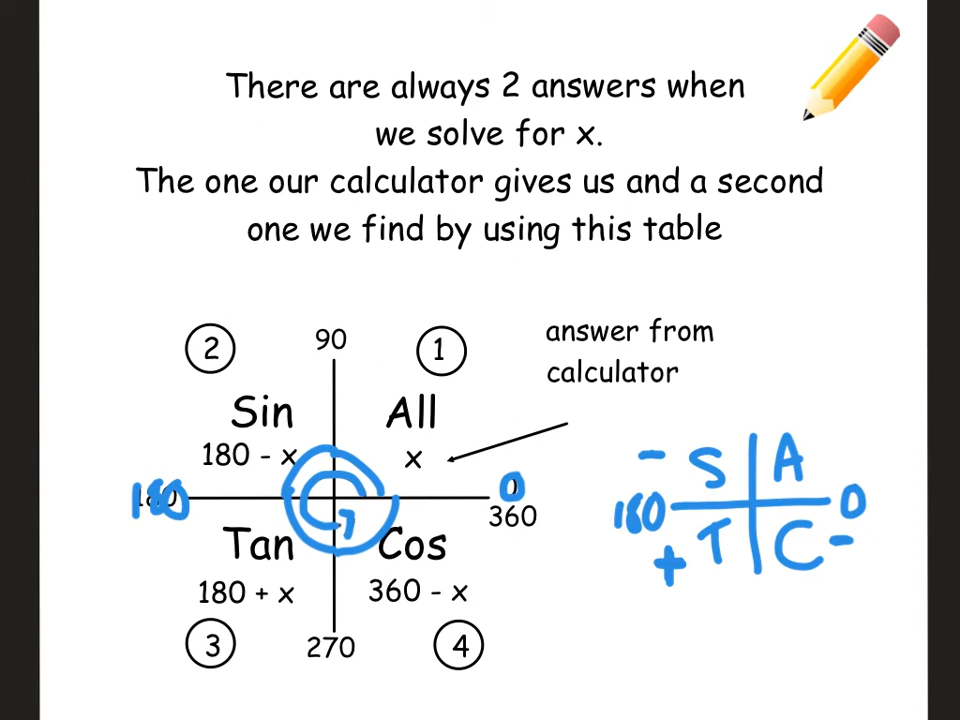 There are always 2 answers when
we solve for x.
The one our calculator gives us and a second
one we find by using this table
2
90
1
answer from
calculator
Sin
All
180 - x
x
180
0
360
Tan
Cos
180 + x
360 - x
3
270
4
- S A
180 0
+ T C -